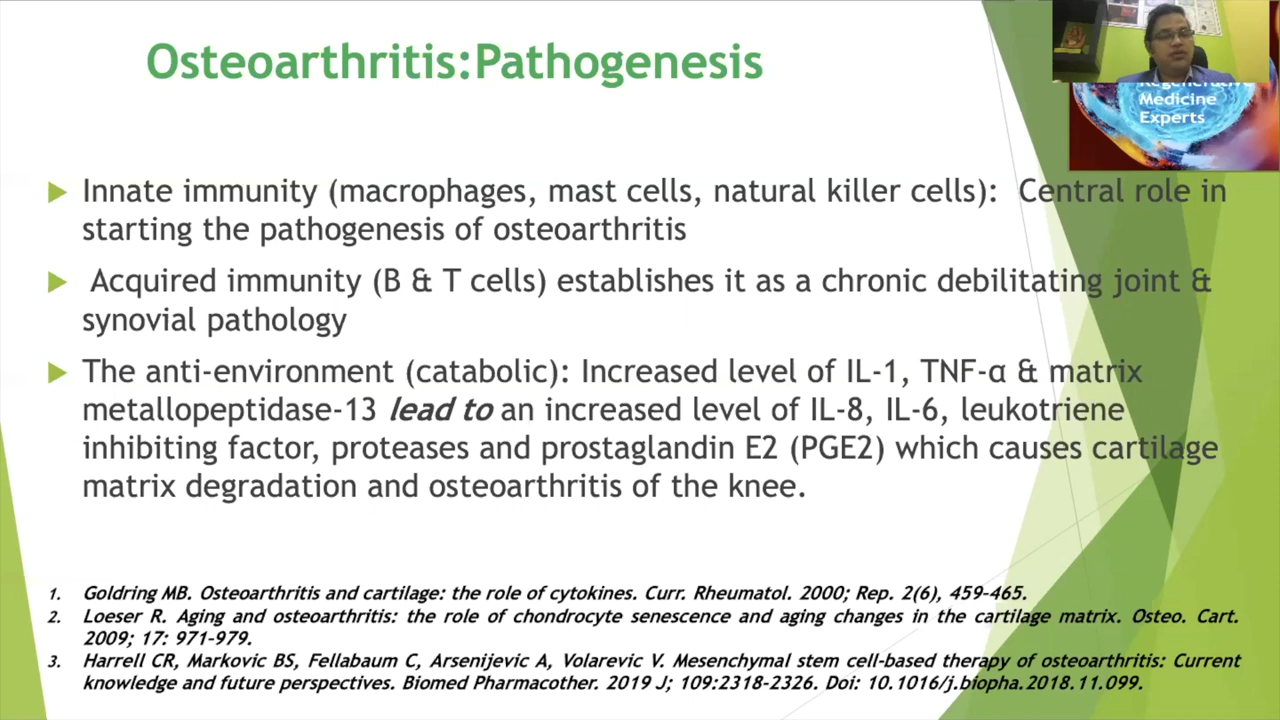 Osteoarthritis:Pathogenesis
Medicine
Experts
Innate immunity (macrophages, mast cells, natural killer cells): Central role in
starting the pathogenesis of osteoarthritis
Acquired immunity (B & T cells) establishes it as a chronic debilitating joint &
synovial pathology
The anti-environment (catabolic): Increased level of IL-1, TNF-α & matrix
metallopeptidase-13 lead to an increased level of IL-8, IL-6, leukotriene
inhibiting factor, proteases and prostaglandin E2 (PGE2) which causes cartilage
matrix degradation and osteoarthritis of the knee.
1. Goldring MB. Osteoarthritis and cartilage: the role of cytokines. Curr. Rheumatol. 2000; Rep. 2(6), 459–465.
2. Loeser R. Aging and osteoarthritis: the role of chondrocyte senescence and aging changes in the cartilage matrix. Osteo. Cart.
2009; 17: 971–979.
3. Harrell CR, Markovic BS, Fellabaum C, Arsenijevic A, Volarevic V. Mesenchymal stem cell-based therapy of osteoarthritis: Current
knowledge and future perspectives. Biomed Pharmacother. 2019 J; 109:2318-2326. Doi: 10.1016/j.biopha.2018.11.099.